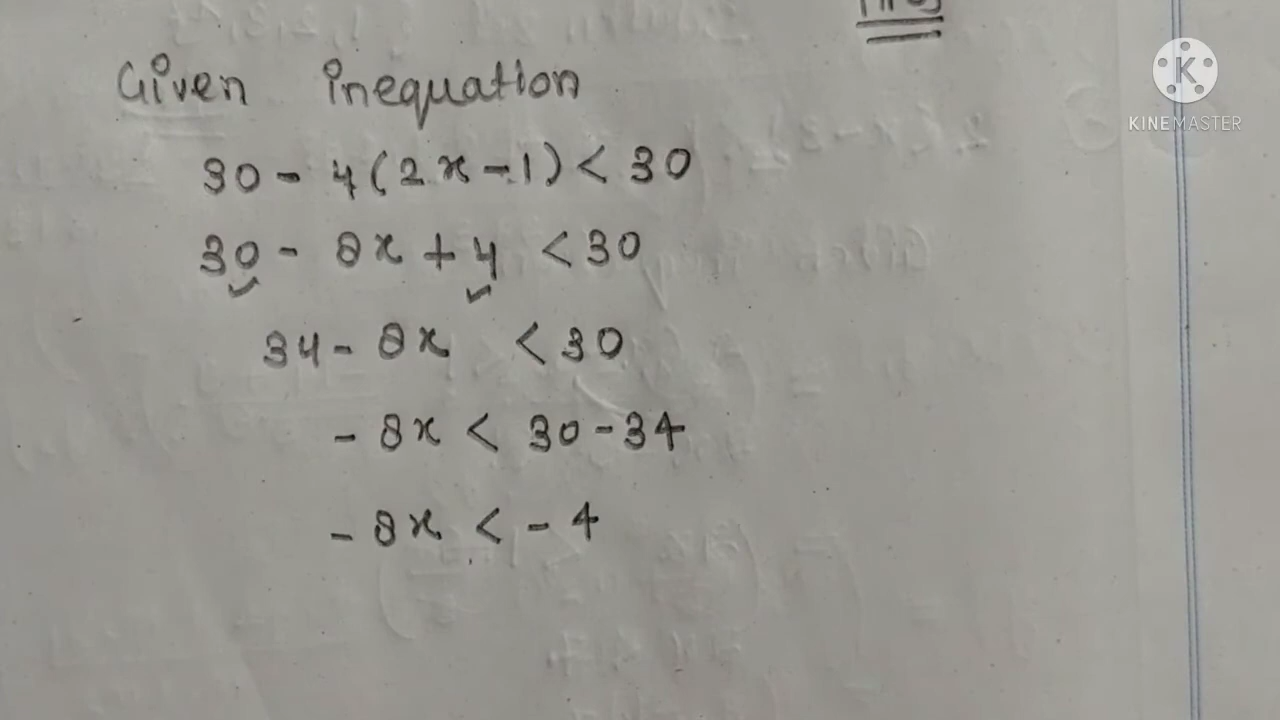 Given inequation
30 - 4(2x-1) < 30
30 - 8x + 4 < 30
34 - 8x < 30
- 8x < 30-34
- 8x < - 4
K
KINEMASTER